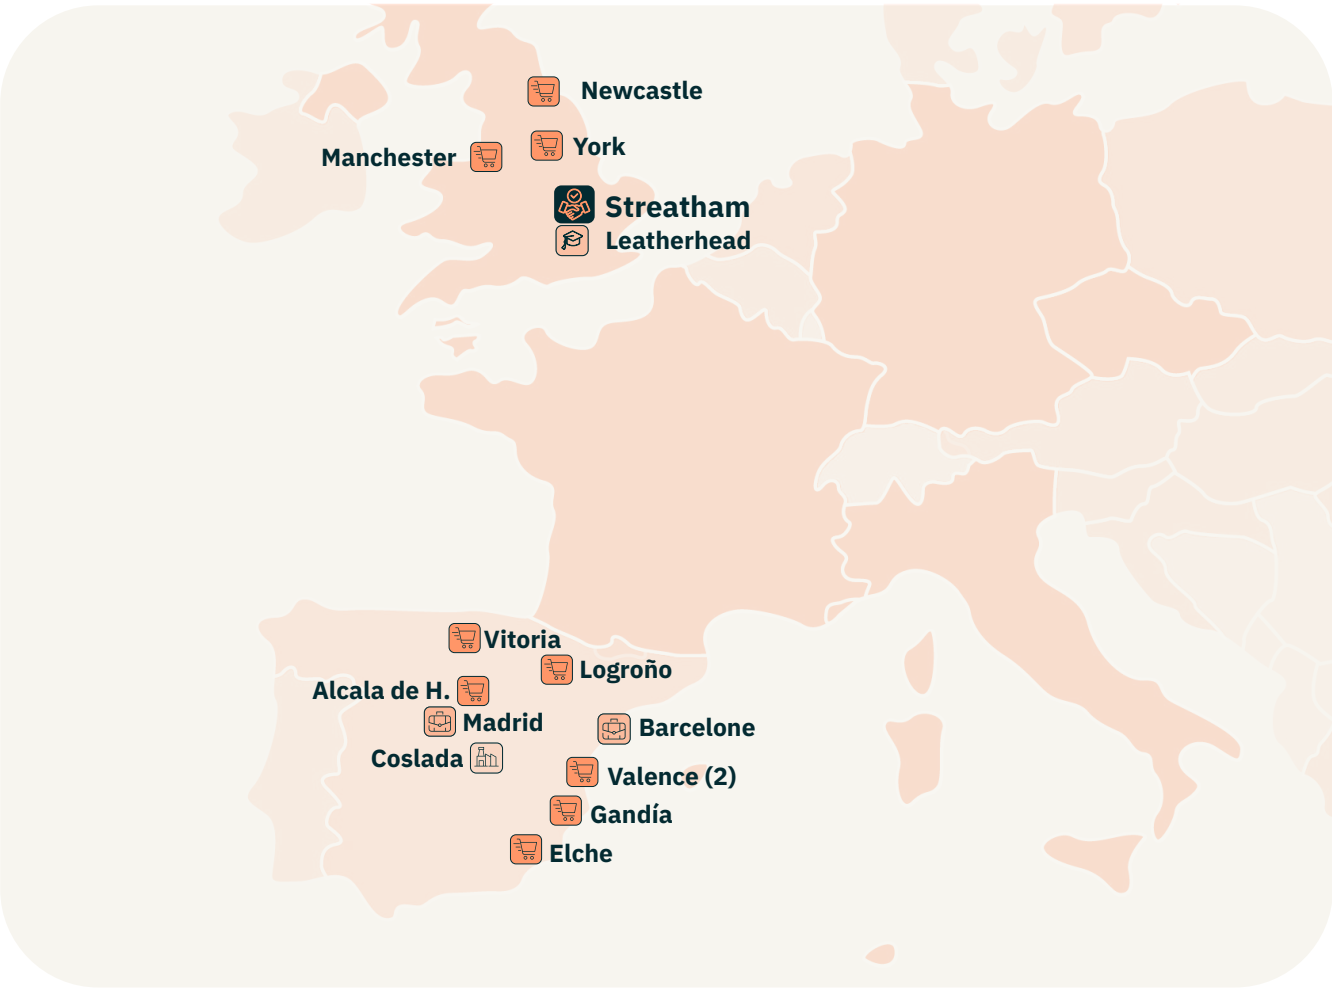 Newcastle
York
Manchester
Streatham
Leatherhead
Vitoria
Logroño
Alcala de H.
Madrid
Barcelone
Coslada
Valence (2)
Gandía
Elche